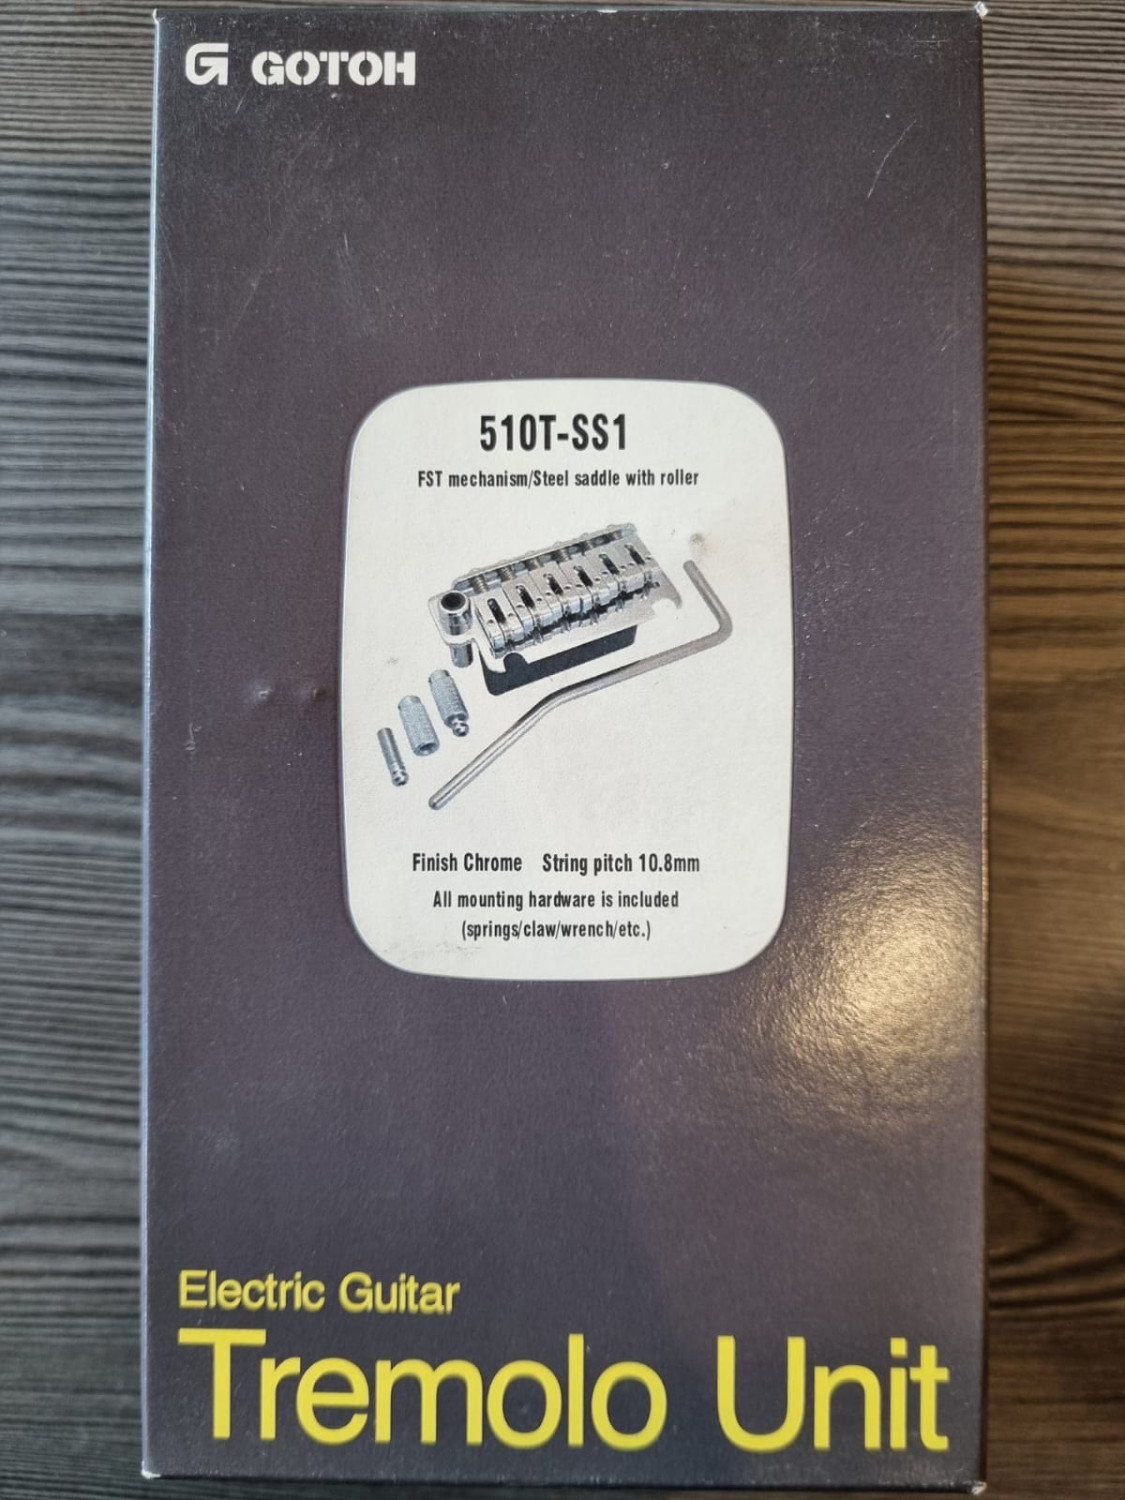 G GOTOH
510T-SS1
FST mechanism/Steel saddle with roller
Finish Chrome String pitch 10.8mm
All mounting hardware is included
(springs/claw/wrench/etc.)
Electric Guitar
Tremolo Unit